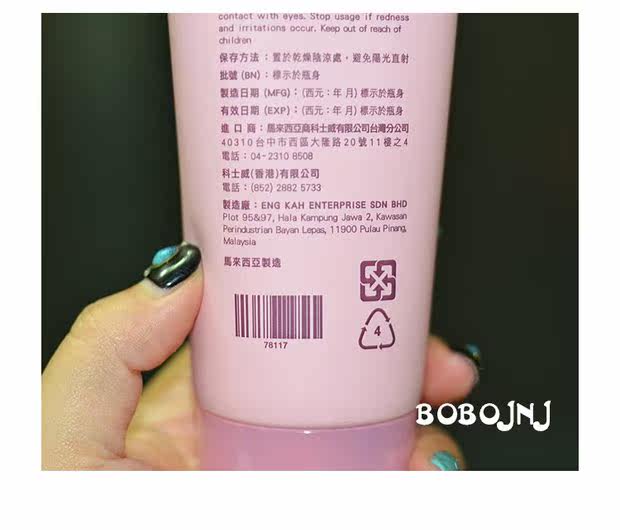 contact with eyes. Stop usage if redness
and irritations occur. Keep out of reach of
children
保存方法：置於乾燥陰涼處，避免陽光直射
批號 (BN)：標示於瓶身
製造日期 (MFG)：(西元：年 月) 標示於瓶身
有效日期 (EXP)：(西元：年 月) 標示於瓶身
進 口 商：馬來西亞商科士威有限公司台灣分公司
40310 台中市西區大隆路20號11樓之4
電話：04-2310 8508
科士威(香港)有限公司
電話：(852) 2882 5733
製造廠：ENG KAH ENTERPRISE SDN BHD
Plot 95&97, Hala Kampung Jawa 2, Kawasan
Perindustrian Bayan Lepas, 11900 Pulau Pinang,
Malaysia
馬來西亞製造
78117
4
BOBOJNJ